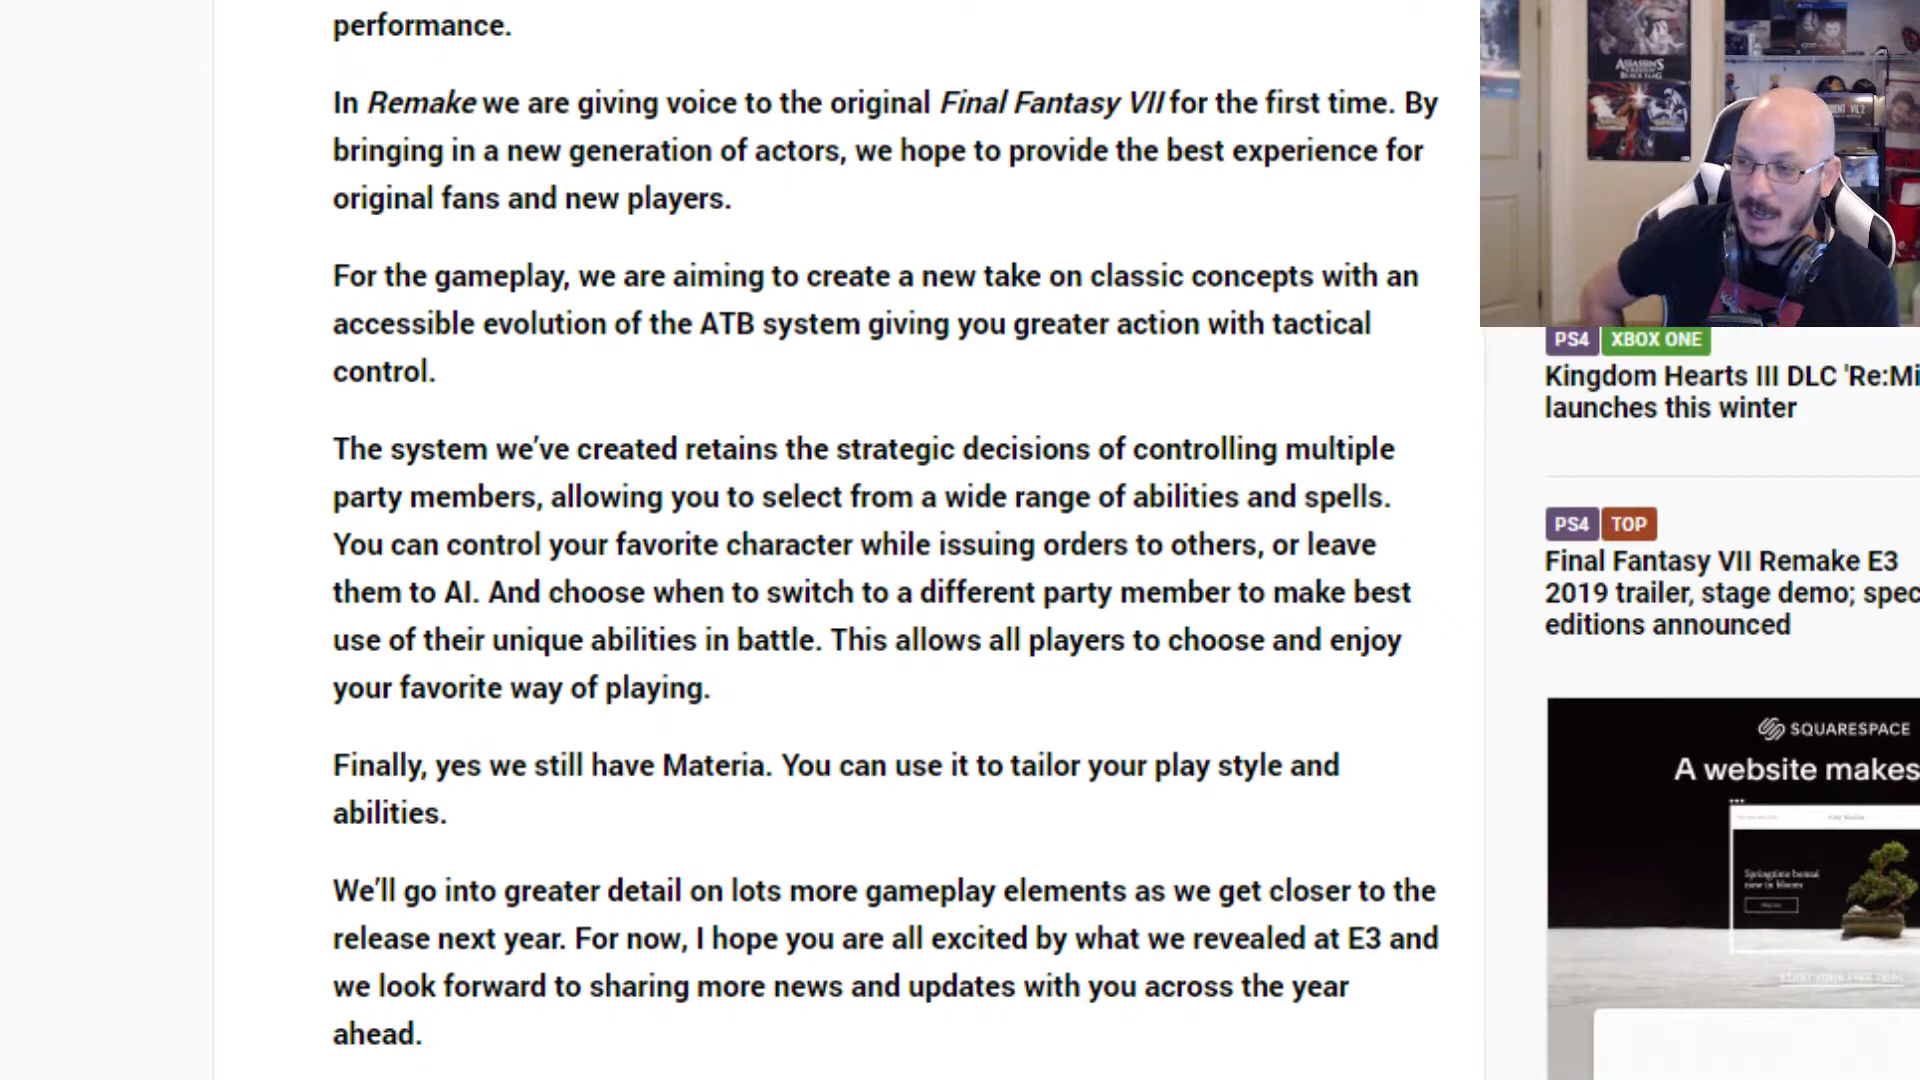 performance.
In Remake we are giving voice to the original Final Fantasy VII for the first time. By
bringing in a new generation of actors, we hope to provide the best experience for
original fans and new players.
For the gameplay, we are aiming to create a new take on classic concepts with an
accessible evolution of the ATB system giving you greater action with tactical
control.
The system we’ve created retains the strategic decisions of controlling multiple
party members, allowing you to select from a wide range of abilities and spells.
You can control your favorite character while issuing orders to others, or leave
them to AI. And choose when to switch to a different party member to make best
use of their unique abilities in battle. This allows all players to choose and enjoy
your favorite way of playing.
Finally, yes we still have Materia. You can use it to tailor your play style and
abilities.
We’ll go into greater detail on lots more gameplay elements as we get closer to the
release next year. For now, I hope you are all excited by what we revealed at E3 and
we look forward to sharing more news and updates with you across the year
ahead.
ASSASSIN'S
CREED IV
BLACK FLAG
PS4 XBOX ONE
Kingdom Hearts III DLC 'Re:Mi
launches this winter
PS4 TOP
Final Fantasy VII Remake E3
2019 trailer, stage demo; spec
editions announced
SQUARESPACE
A website makes
Springtime bonsai
now in bloom